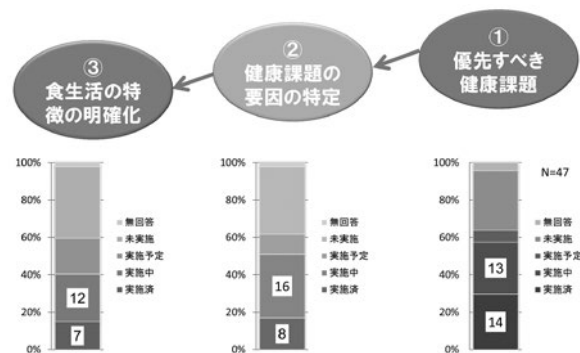 ③
食生活の特
徴の明確化
②
健康課題の
要因の特定
①
優先すべき
健康課題
100%
80%
60%
40%
20%
0%
12
7
無回答
未実施
実施予定
実施中
実施済
100%
80%
60%
40%
20%
0%
16
8
無回答
未実施
実施予定
実施中
実施済
100%
80%
60%
40%
20%
0%
13
14
N=47
無回答
未実施
実施予定
実施中
実施済